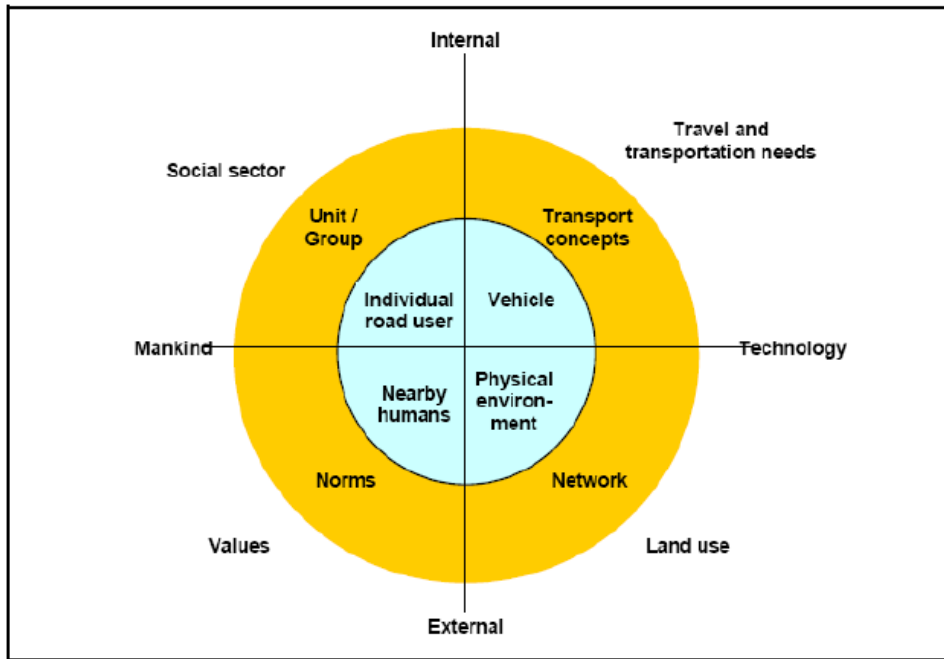 Internal
Travel and
transportation needs
Social sector
Unit /
Group
Transport
concepts
Individual
road user
Vehicle
Mankind
Technology
Nearby
humans
Physical
environ-
ment
Norms
Network
Values
Land use
External